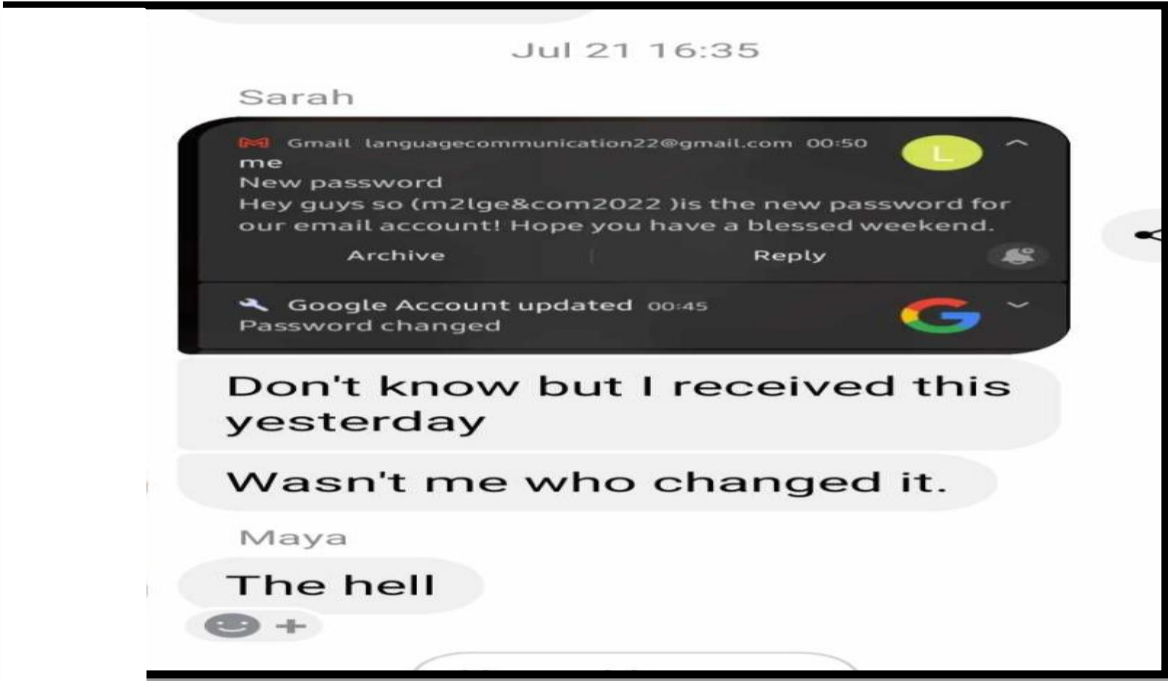 Jul 21 16:35
Sarah
Gmail languagecommunication22@gmail.com 00:50
L
me
New password
Hey guys so (m2lge&com2022 )is the new password for
our email account! Hope you have a blessed weekend.
Archive Reply
Google Account updated 00:45
Password changed
Don't know but I received this
yesterday
Wasn't me who changed it.
Maya
The hell